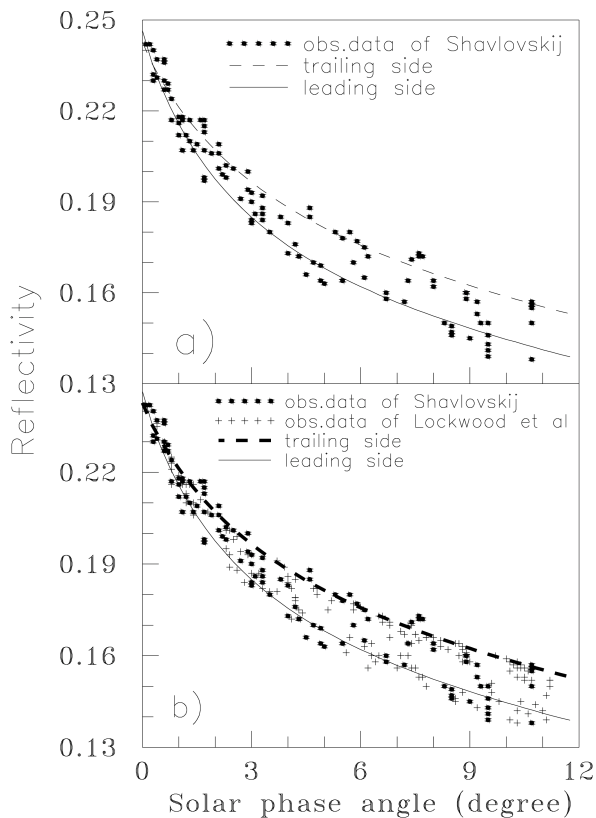 0.25
obs.data of Shavlovskij
trailing side
leading side
0.22
0.19
0.16
a)
0.13
Reflectivity
obs.data of Shavlovskij
obs.data of Lockwood et al
trailing side
leading side
0.22
0.19
0.16
b)
0.13
0 3 6 9 12
Solar phase angle (degree)